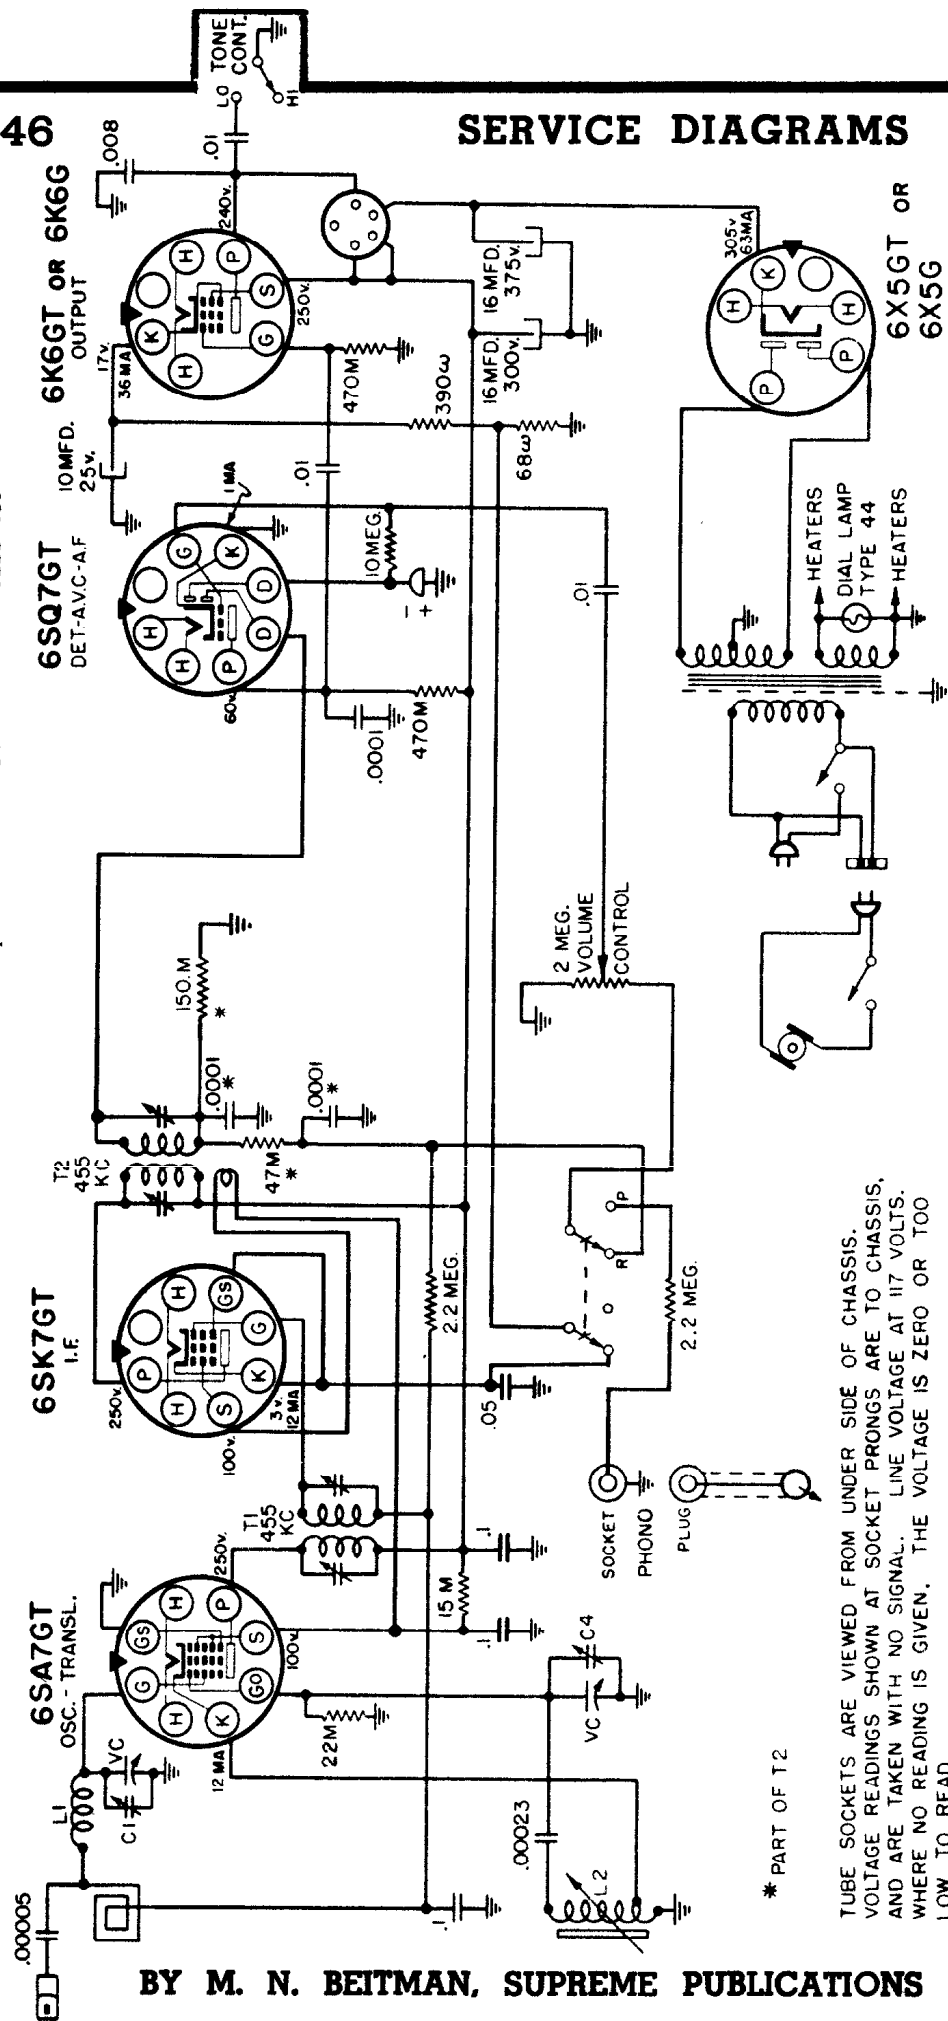 46
SERVICE DIAGRAMS
TONE
CONT.
LO
HI
.01
.008
6K6GT OR 6K6G
OUTPUT
240v.
250v.
17v.
36 MA
K
H
P
S
G
H
10 MFD.
25v.
470M
390ω
68ω
16 MFD.
375v.
16 MFD.
300v.
305v
63MA
H
K
H
P
P
6X5GT OR
6X5G
6SQ7GT
DET-A.V.C-A.F
1 MA
G
K
D
D
P
H
H
60v.
.01
10 MEG.
- +
.0001
470M
.01
HEATERS
DIAL LAMP
TYPE 44
HEATERS
150.M
*
.0001
*
.0001
*
47M
*
T2
455
KC
2 MEG.
VOLUME
CONTROL
6SK7GT
I.F.
250v.
100v.
3v.
12 MA
P
H
GS
G
K
S
H
2.2 MEG.
P
R
2.2 MEG.
.05
T1
455
KC
SOCKET
PHONO
PLUG
6SA7GT
OSC.- TRANSL.
250v.
100v.
12 MA
G
GS
H
P
S
GO
K
H
15 M
.1
.1
22M
C4
VC
L1
VC
C1
.00005
.00023
L2
.1
* PART OF T2
TUBE SOCKETS ARE VIEWED FROM UNDER SIDE OF CHASSIS.
VOLTAGE READINGS SHOWN AT SOCKET PRONGS ARE TO CHASSIS,
AND ARE TAKEN WITH NO SIGNAL. LINE VOLTAGE AT 117 VOLTS.
WHERE NO READING IS GIVEN, THE VOLTAGE IS ZERO OR TOO
LOW TO READ
BY M. N. BEITMAN, SUPREME PUBLICATIONS